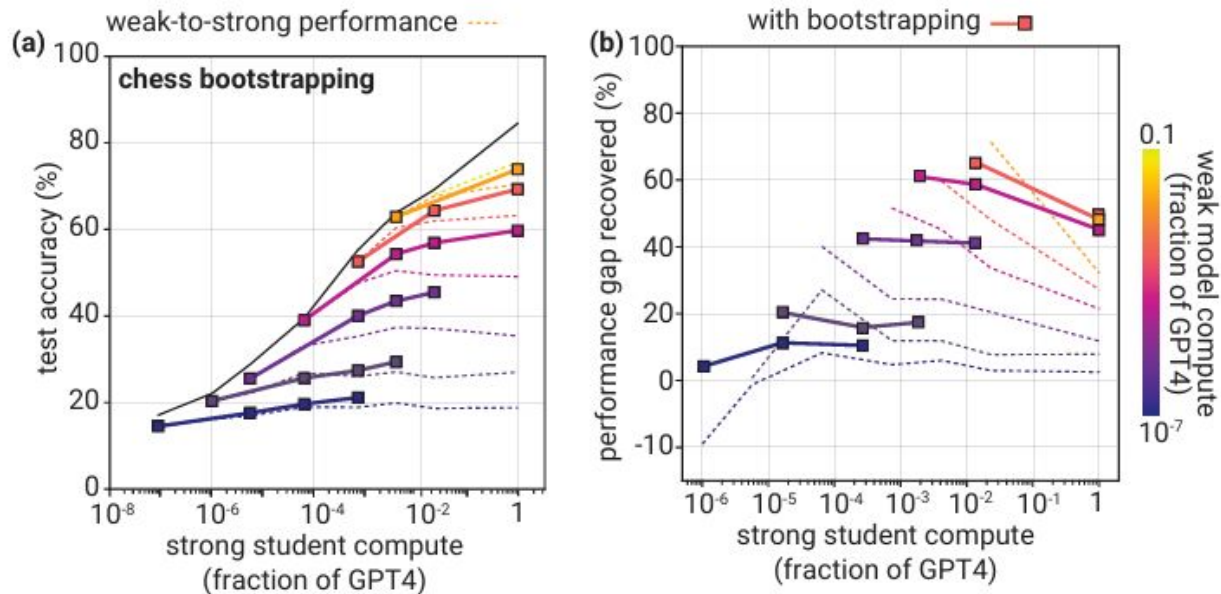 weak-to-strong performance
(a)
100
80
60
40
20
0
chess bootstrapping
test accuracy (%)
10⁻⁸
10⁻⁶
10⁻⁴
10⁻²
1
strong student compute
(fraction of GPT4)
with bootstrapping
(b)
100
80
60
40
20
0
-10
performance gap recovered (%)
10⁻⁶
10⁻⁵
10⁻⁴
10⁻³
10⁻²
10⁻¹
1
strong student compute
(fraction of GPT4)
0.1
10⁻⁷
weak model compute
(fraction of GPT4)